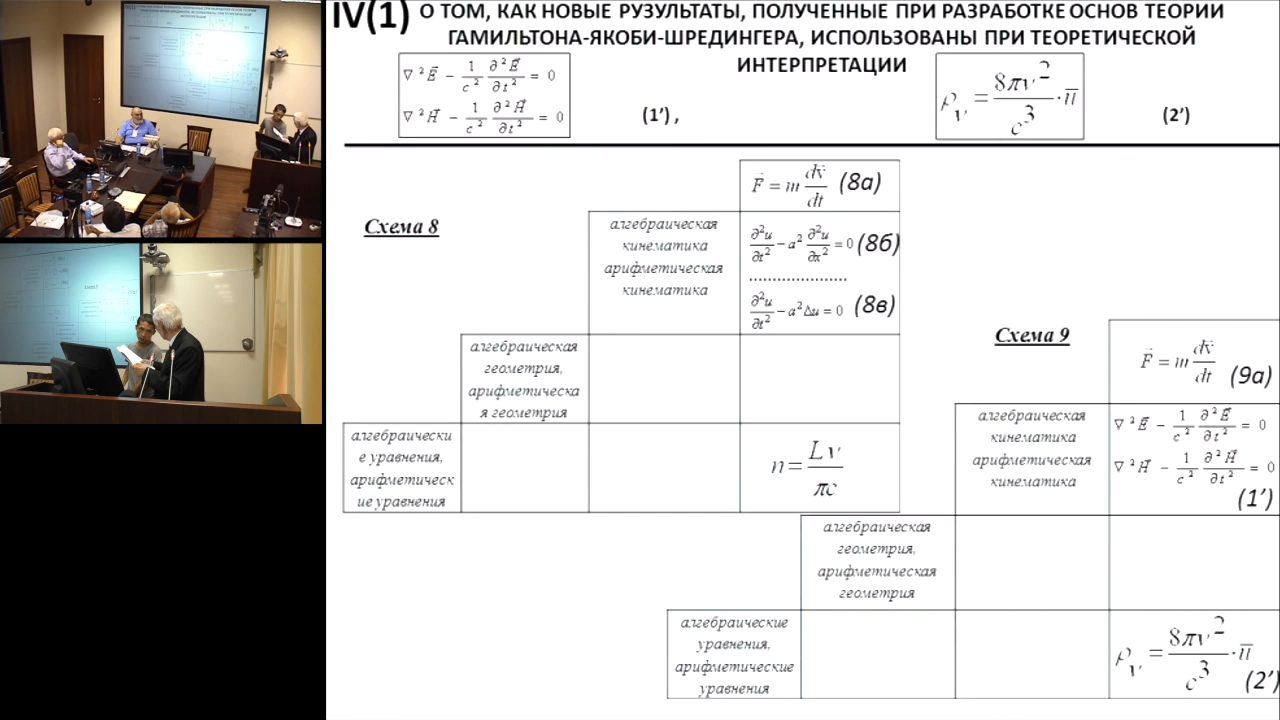 IV(1) О ТОМ, КАК НОВЫЕ РУЗУЛЬТАТЫ, ПОЛУЧЕННЫЕ ПРИ РАЗРАБОТКЕ ОСНОВ ТЕОРИИ
ГАМИЛЬТОНА-ЯКОБИ-ШРЕДИНГЕРА, ИСПОЛЬЗОВАНЫ ПРИ ТЕОРЕТИЧЕСКОЙ
ИНТЕРПРЕТАЦИИ
∇ ²E⃗ − 1/c² ∂²E⃗/∂t² = 0
∇ ²H⃗ − 1/c² ∂²H⃗/∂t² = 0
(1′) ,
ρ_ν = 8πν²/c³ · u̅
(2′)
Схема 8
F⃗ = m dv⃗/dt (8а)
алгебраическая
кинематика
арифметическая
кинематика
∂²u/∂t² − a² ∂²u/∂x² = 0 (8б)
.....................
∂²u/∂t² − a²Δu = 0 (8в)
алгебраическая
геометрия,
арифметическа
я геометрия
алгебраически
е уравнения,
арифметическ
ие уравнения
n = Lν/πc
Схема 9
F⃗ = m dv⃗/dt (9а)
алгебраическая
кинематика
арифметическая
кинематика
∇ ²E⃗ − 1/c² ∂²E⃗/∂t² = 0
∇ ²H⃗ − 1/c² ∂²H⃗/∂t² = 0
(1′)
алгебраическая
геометрия,
арифметическая
геометрия
алгебраические
уравнения,
арифметические
уравнения
ρ_ν = 8πν²/c³ · u̅
(2′)